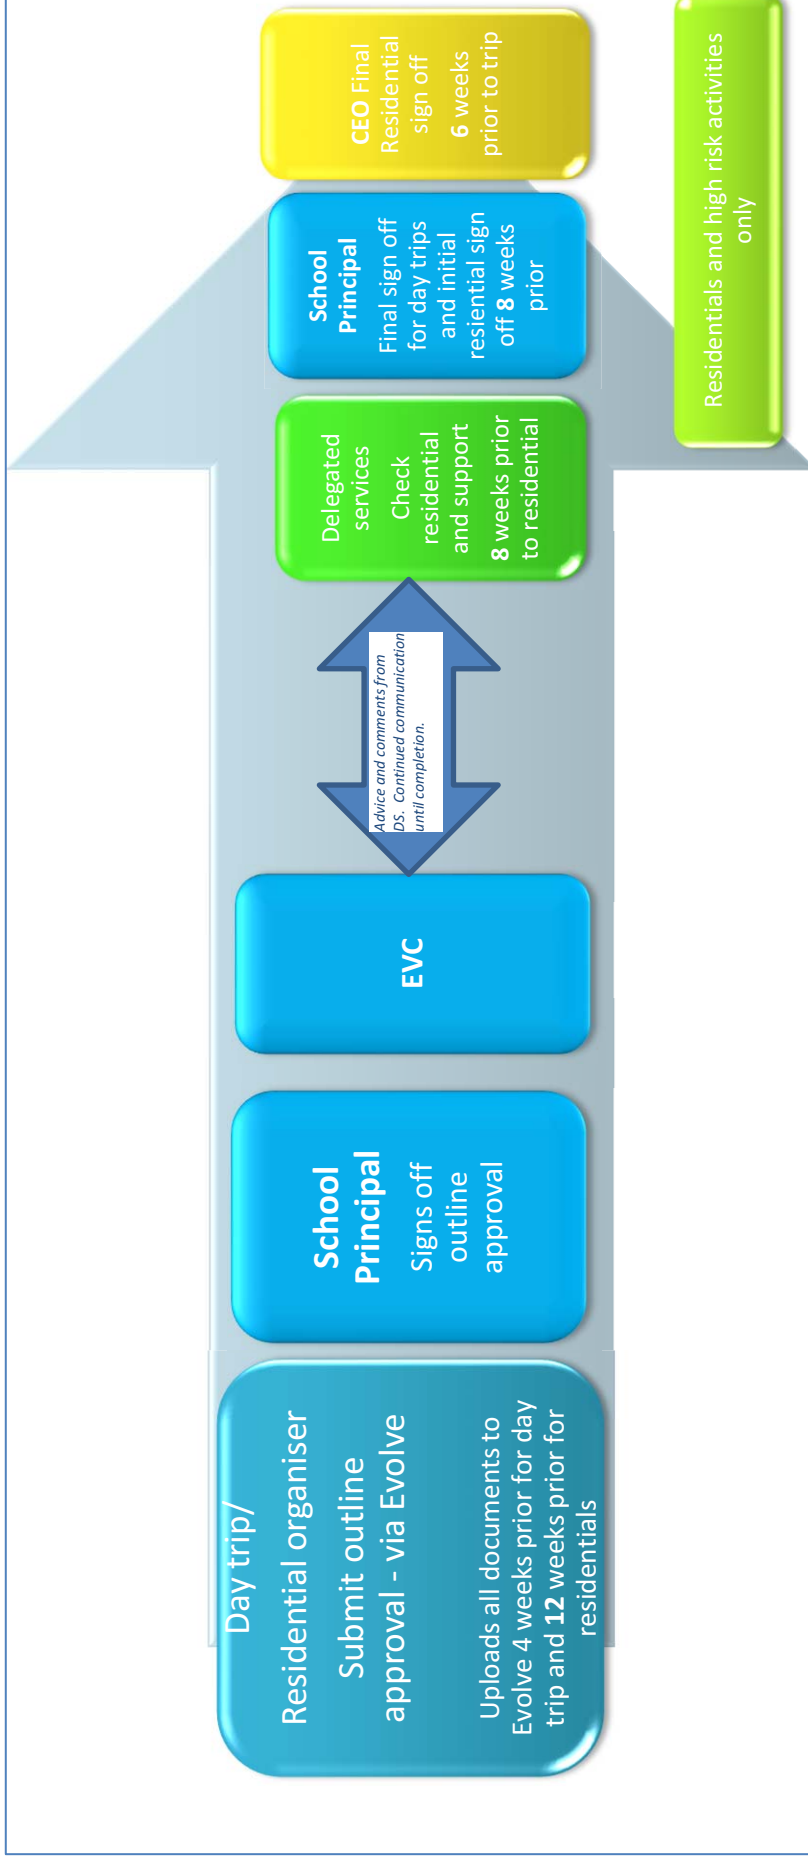 Day trip/
Residential organiser
Submit outline
approval - via Evolve
Uploads all documents to
Evolve 4 weeks prior for day
trip and 12 weeks prior for
residentials
School
Principal
Signs off
outline
approval
EVC
Advice and comments from
DS. Continued communication
until completion.
Delegated
services
Check
residential
and support
8 weeks prior
to residential
School
Principal
Final sign off
for day trips
and initial
resiential sign
off 8 weeks
prior
CEO Final
Residential
sign off
6 weeks
prior to trip
Residentials and high risk activities
only